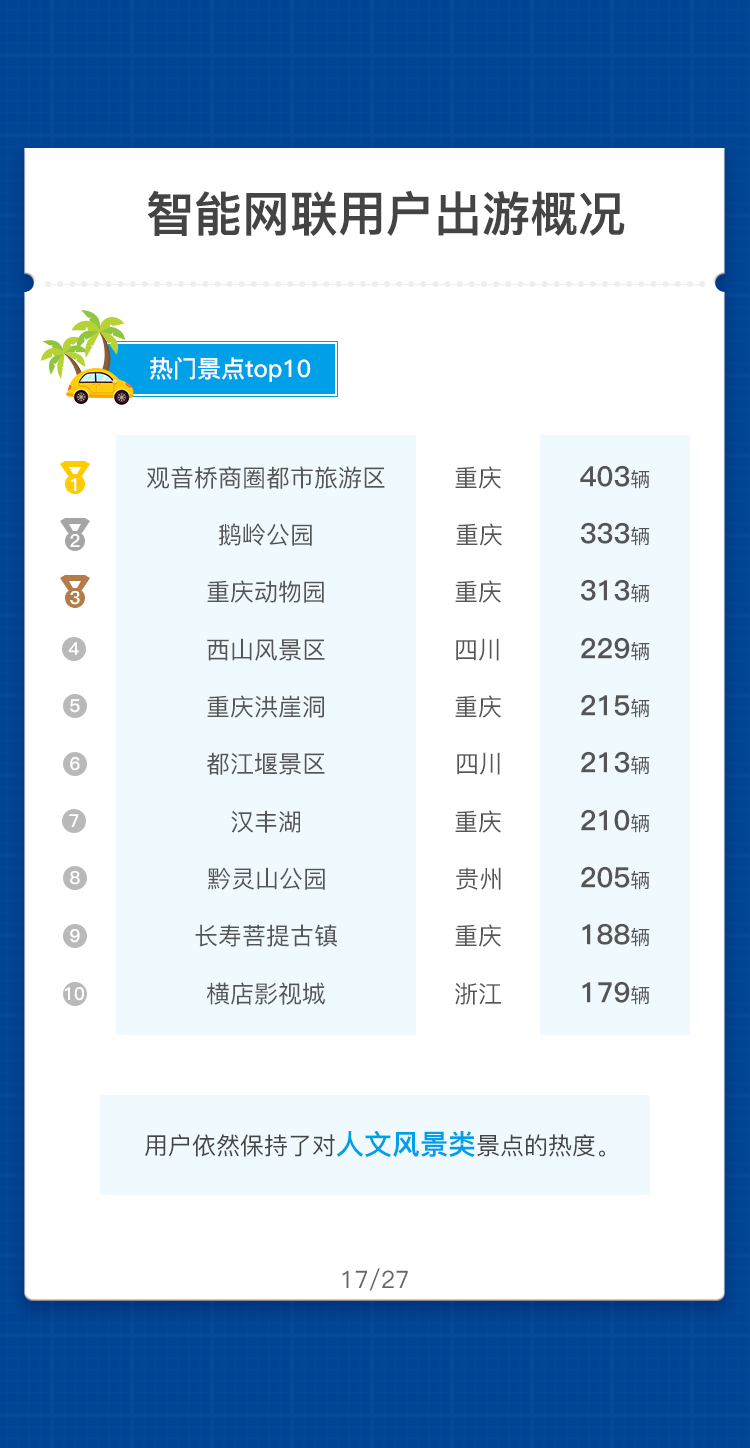 智能网联用户出游概况
热门景点top10
1 观音桥商圈都市旅游区 重庆 403辆
2 鹅岭公园 重庆 333辆
3 重庆动物园 重庆 313辆
4 西山风景区 四川 229辆
5 重庆洪崖洞 重庆 215辆
6 都江堰景区 四川 213辆
7 汉丰湖 重庆 210辆
8 黔灵山公园 贵州 205辆
9 长寿菩提古镇 重庆 188辆
10 横店影视城 浙江 179辆
用户依然保持了对人文风景类景点的热度。
17/27